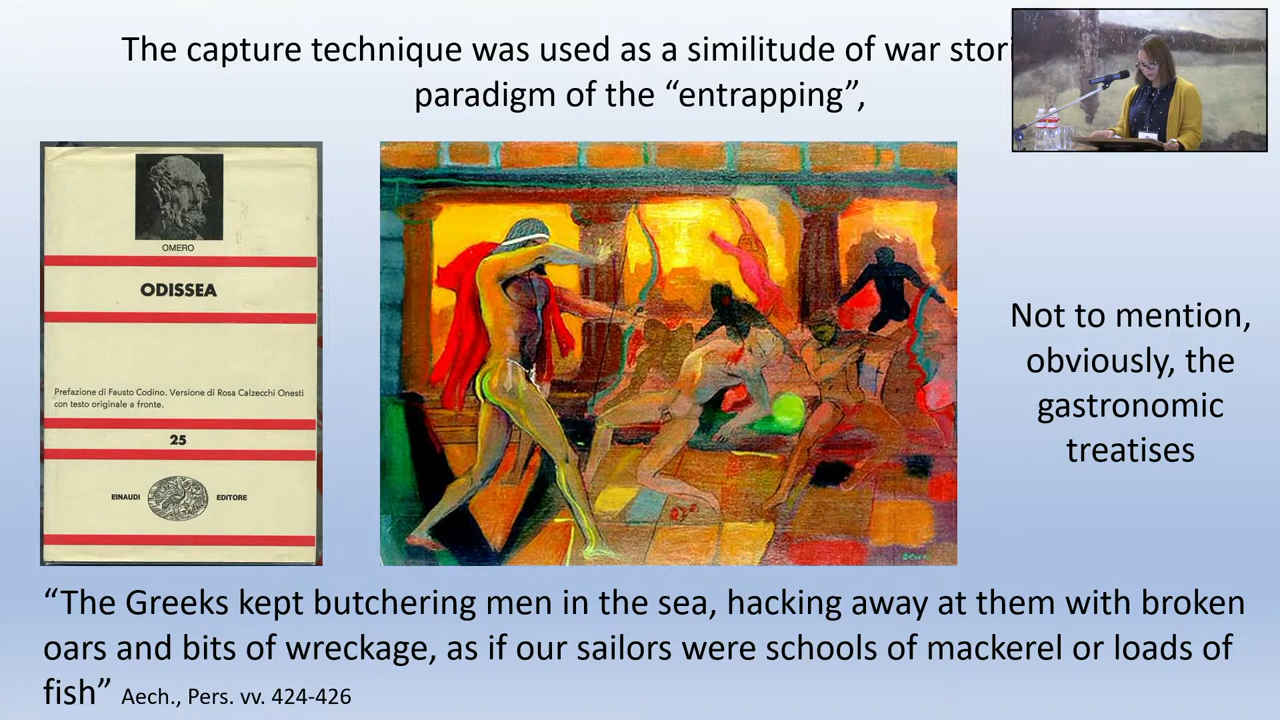 The capture technique was used as a similitude of war
paradigm of the “entrapping”,
OMERO
ODISSEA
Prefazione di Fausto Codino. Versione di Rosa Calzecchi Onesti
con testo originale a fronte.
25
EINAUDI EDITORE
Not to mention,
obviously, the
gastronomic
treatises
“The Greeks kept butchering men in the sea, hacking away at them with broken
oars and bits of wreckage, as if our sailors were schools of mackerel or loads of
fish” Aech., Pers. vv. 424-426